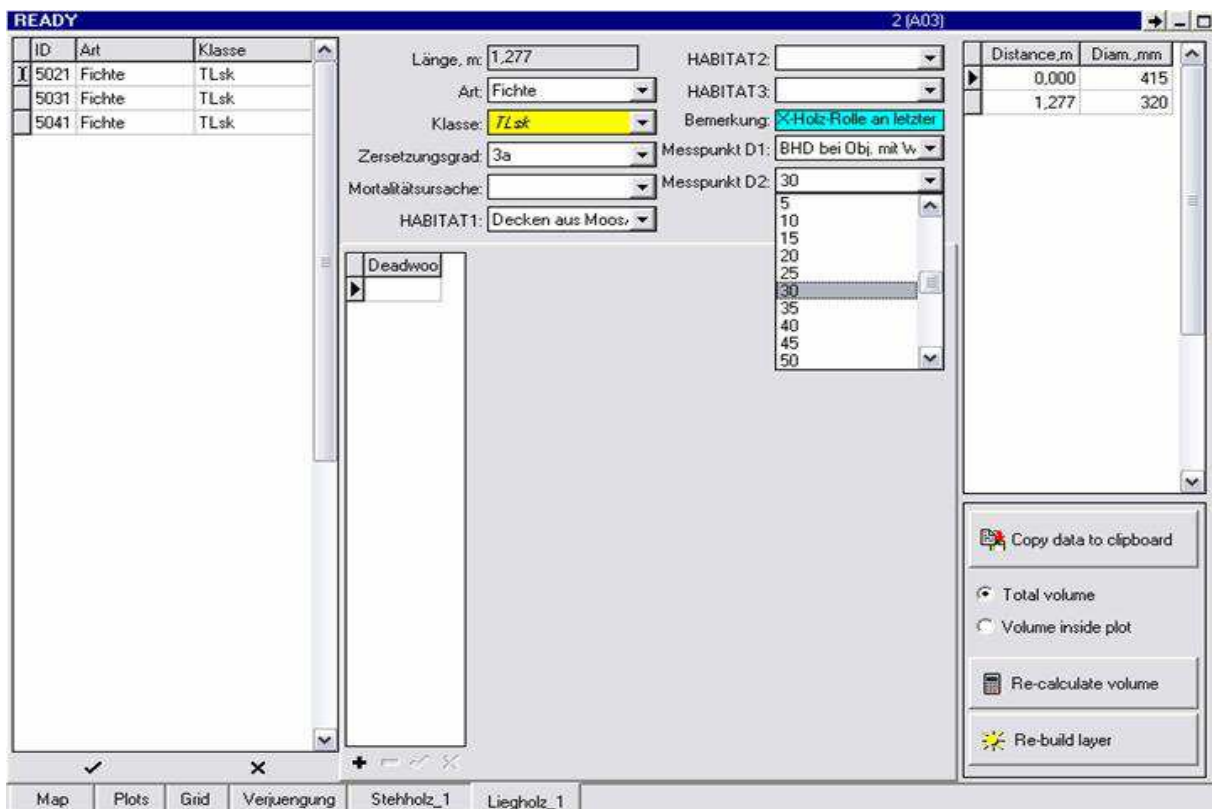 READY 2 (A03)
ID Art Klasse
5021 Fichte TLsk
5031 Fichte TLsk
5041 Fichte TLsk
Länge, m: 1,277
Art: Fichte
Klasse: TLsk
Zersetzungsgrad: 3a
Mortalitätsursache:
HABITAT1: Decken aus Moos,
HABITAT2:
HABITAT3:
Bemerkung: X-Holz-Rolle an letzter
Messpunkt D1: BHD bei Obj. mit W
Messpunkt D2: 30
5
10
15
20
25
30
35
40
45
50
Deadwoo
Distance,m Diam.,mm
0,000 415
1,277 320
Copy data to clipboard
Total volume
Volume inside plot
Re-calculate volume
Re-build layer
Map Plots Grid Verjuengung Stehholz_1 Liegholz_1